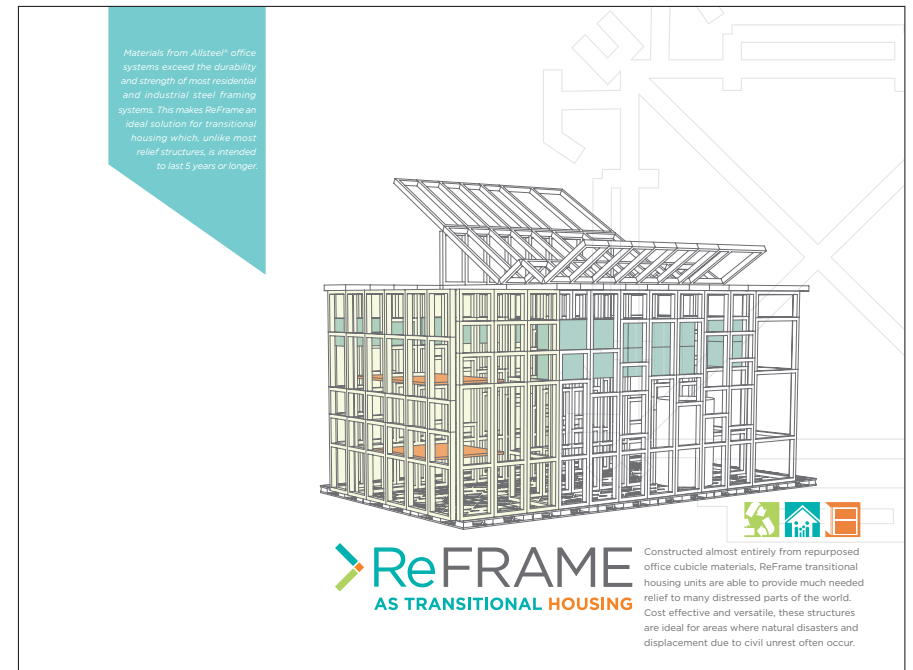 Materials from Allsteel® office
systems exceed the durability
and strength of most residential
and industrial steel framing
systems. This makes ReFrame an
ideal solution for transitional
housing which, unlike most
relief structures, is intended
to last 5 years or longer.
ReFRAME
AS TRANSITIONAL HOUSING
Constructed almost entirely from repurposed
office cubicle materials, ReFrame transitional
housing units are able to provide much needed
relief to many distressed parts of the world.
Cost effective and versatile, these structures
are ideal for areas where natural disasters and
displacement due to civil unrest often occur.